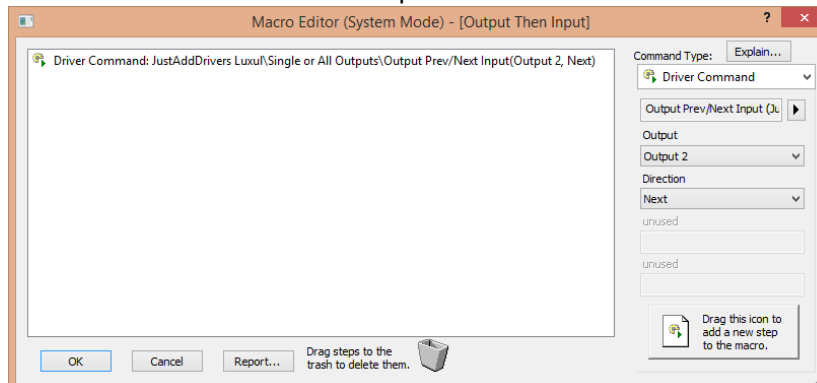 Macro Editor (System Mode) - [Output Then Input]
?
×
Driver Command: JustAddDrivers Luxul\Single or All Outputs\Output Prev/Next Input(Output 2, Next)
Command Type:
Explain...
Driver Command
Output Prev/Next Input (Ju
Output
Output 2
Direction
Next
unused
unused
Drag this icon to
add a new step
to the macro.
OK
Cancel
Report...
Drag steps to the
trash to delete them.